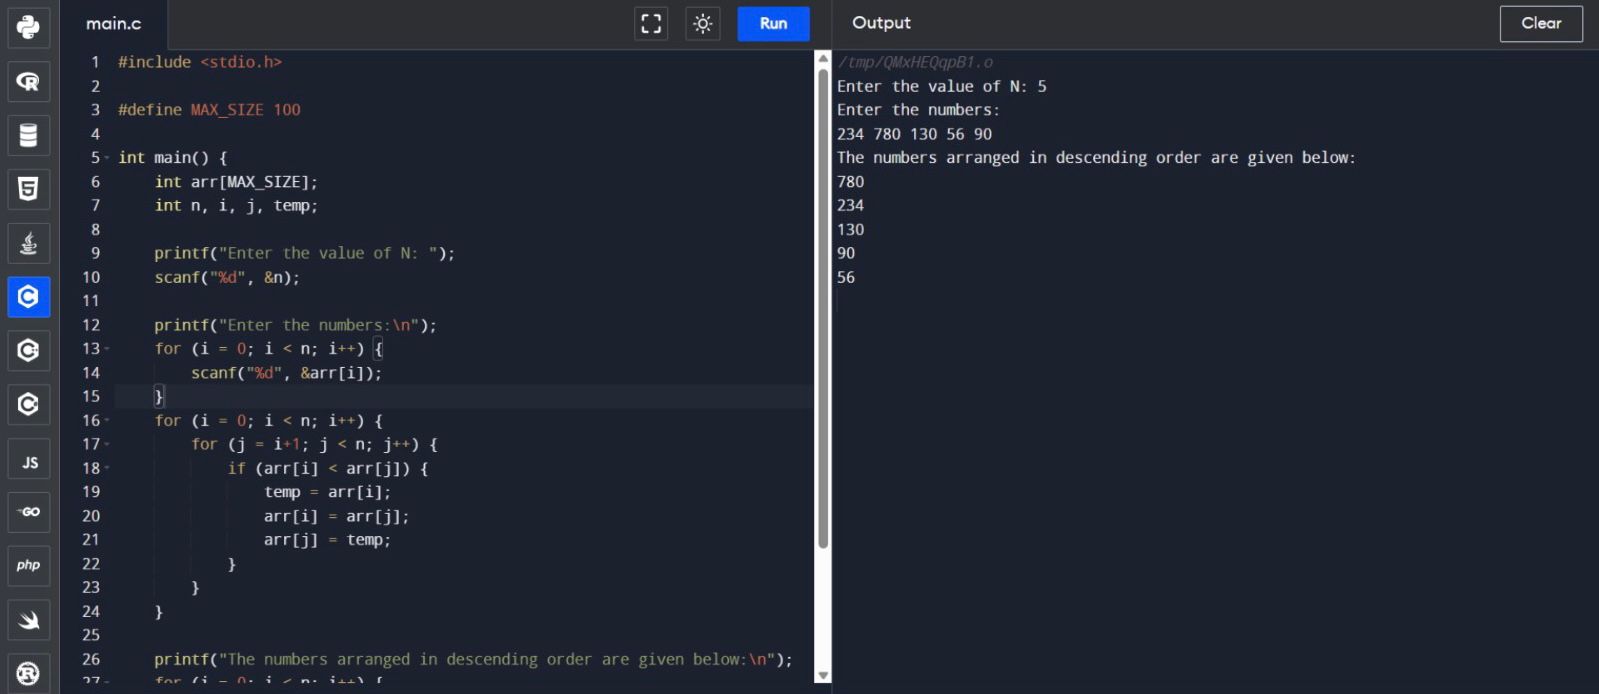 main.c
Run
Output
Clear
1 #include <stdio.h>
2
3 #define MAX_SIZE 100
4
5 int main() {
6     int arr[MAX_SIZE];
7     int n, i, j, temp;
8
9     printf("Enter the value of N: ");
10     scanf("%d", &n);
11
12     printf("Enter the numbers:\n");
13     for (i = 0; i < n; i++) {
14         scanf("%d", &arr[i]);
15     }
16     for (i = 0; i < n; i++) {
17         for (j = i+1; j < n; j++) {
18             if (arr[i] < arr[j]) {
19                 temp = arr[i];
20                 arr[i] = arr[j];
21                 arr[j] = temp;
22             }
23         }
24     }
25
26     printf("The numbers arranged in descending order are given below:\n");
27     for (i = 0; i < n; i++) {
/tmp/QMxHEQqpB1.o
Enter the value of N: 5
Enter the numbers:
234 780 130 56 90
The numbers arranged in descending order are given below:
780
234
130
90
56
R
5
C
C
C
JS
GO
php
R